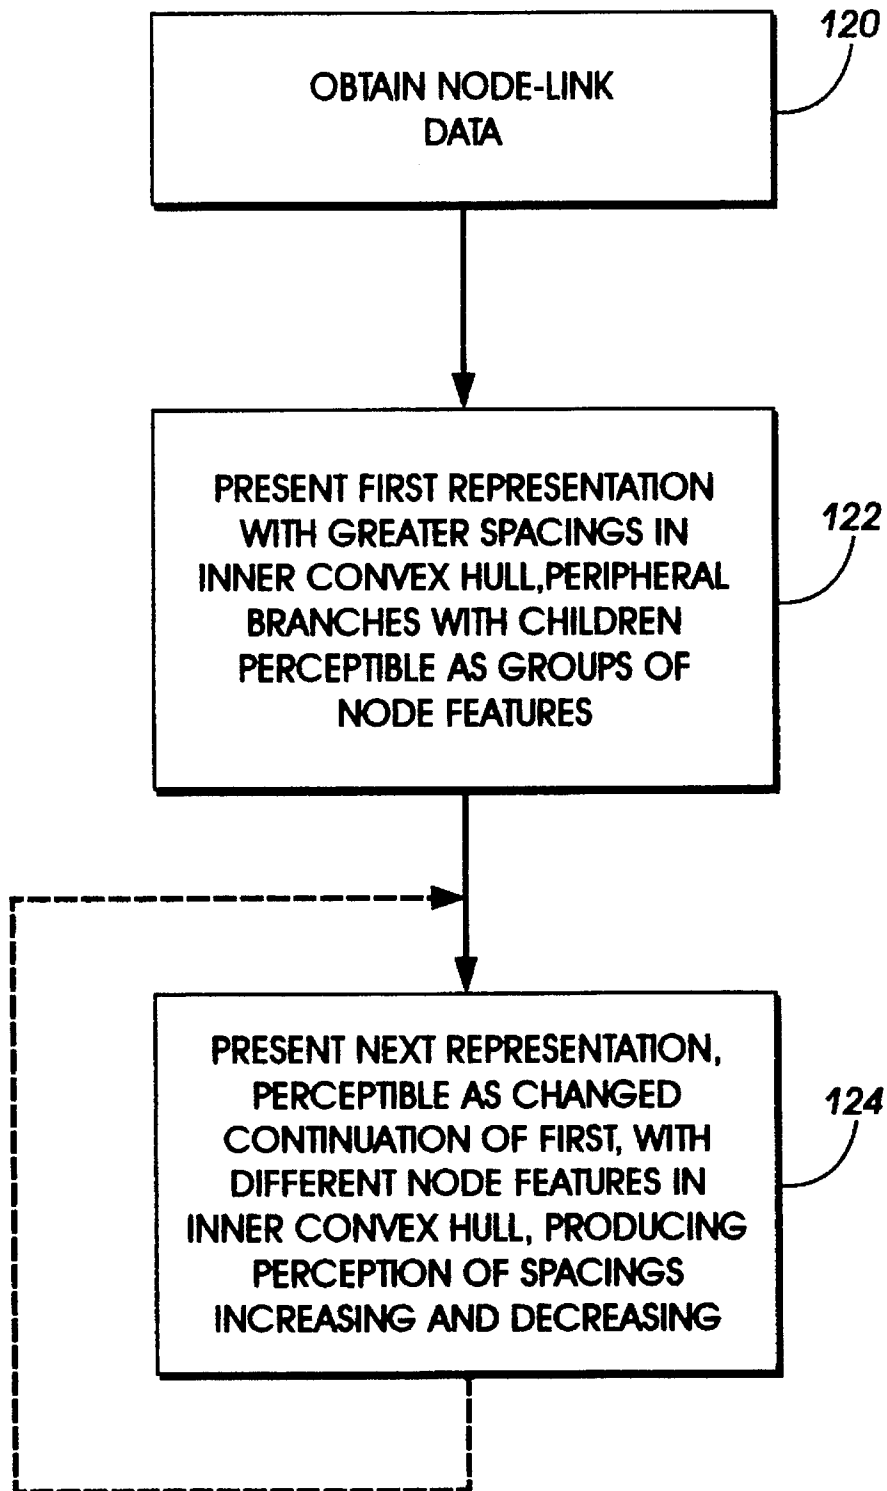 120
OBTAIN NODE-LINK
DATA
PRESENT FIRST REPRESENTATION
WITH GREATER SPACINGS IN
INNER CONVEX HULL,PERIPHERAL
BRANCHES WITH CHILDREN
PERCEPTIBLE AS GROUPS OF
NODE FEATURES
122
PRESENT NEXT REPRESENTATION,
PERCEPTIBLE AS CHANGED
CONTINUATION OF FIRST, WITH
DIFFERENT NODE FEATURES IN
INNER CONVEX HULL, PRODUCING
PERCEPTION OF SPACINGS
INCREASING AND DECREASING
124